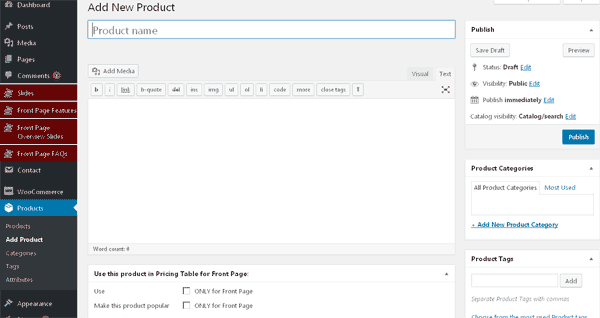 Dashboard
Posts
Media
Pages
Comments
Slides
Front Page Features
Front Page
Overview Slides
Front Page FAQs
Contact
WooCommerce
Products
Products
Add Product
Categories
Tags
Attributes
Appearance
Add New Product
Product name
Add Media
Visual Text
b i link b-quote del ins img ul ol li code more close tags
Word count: 0
Use this product in Pricing Table for Front Page:
Use ONLY for Front Page
Make this product popular ONLY for Front Page
Publish
Save Draft Preview
Status: Draft Edit
Visibility: Public Edit
Publish immediately Edit
Catalog visibility: Catalog/search Edit
Publish
Product Categories
All Product Categories Most Used
+ Add New Product Category
Product Tags
Add
Separate Product Tags with commas
Choose from the most used Product tags